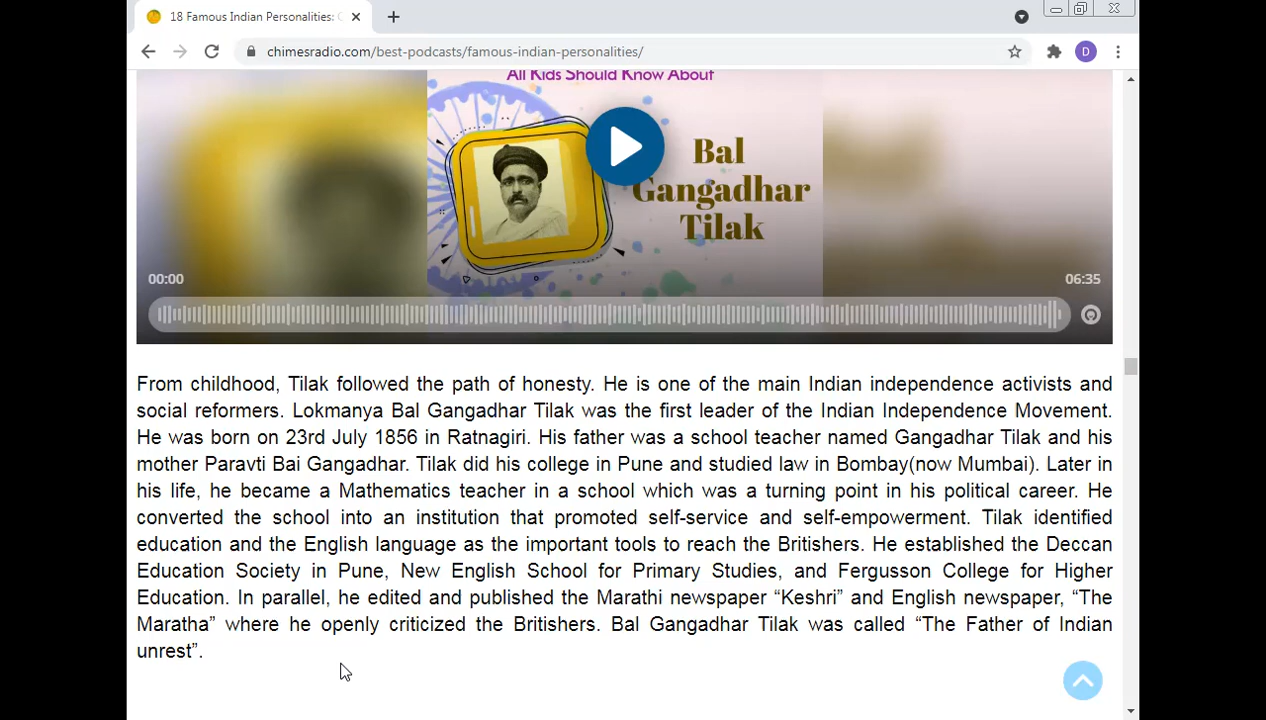 18 Famous Indian Personalities:
chimesradio.com/best-podcasts/famous-indian-personalities/
D
All Kids Should Know About
Bal
Gangadhar
Tilak
00:00
06:35
From childhood, Tilak followed the path of honesty. He is one of the main Indian independence activists and
social reformers. Lokmanya Bal Gangadhar Tilak was the first leader of the Indian Independence Movement.
He was born on 23rd July 1856 in Ratnagiri. His father was a school teacher named Gangadhar Tilak and his
mother Paravti Bai Gangadhar. Tilak did his college in Pune and studied law in Bombay(now Mumbai). Later in
his life, he became a Mathematics teacher in a school which was a turning point in his political career. He
converted the school into an institution that promoted self-service and self-empowerment. Tilak identified
education and the English language as the important tools to reach the Britishers. He established the Deccan
Education Society in Pune, New English School for Primary Studies, and Fergusson College for Higher
Education. In parallel, he edited and published the Marathi newspaper “Keshri” and English newspaper, “The
Maratha” where he openly criticized the Britishers. Bal Gangadhar Tilak was called “The Father of Indian
unrest”.